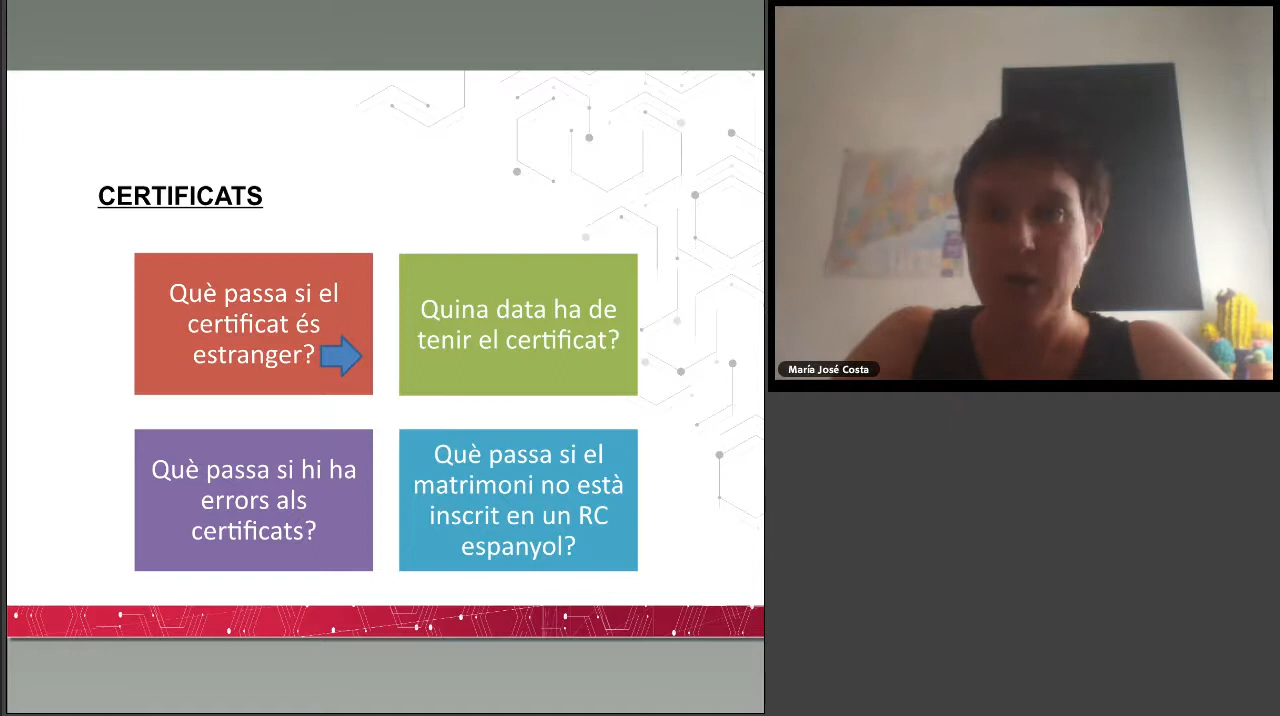 CERTIFICATS
Què passa si el
certificat és
estranger?
Quina data ha de
tenir el certificat?
Què passa si hi ha
errors als
certificats?
Què passa si el
matrimoni no està
inscrit en un RC
espanyol?
María José Costa